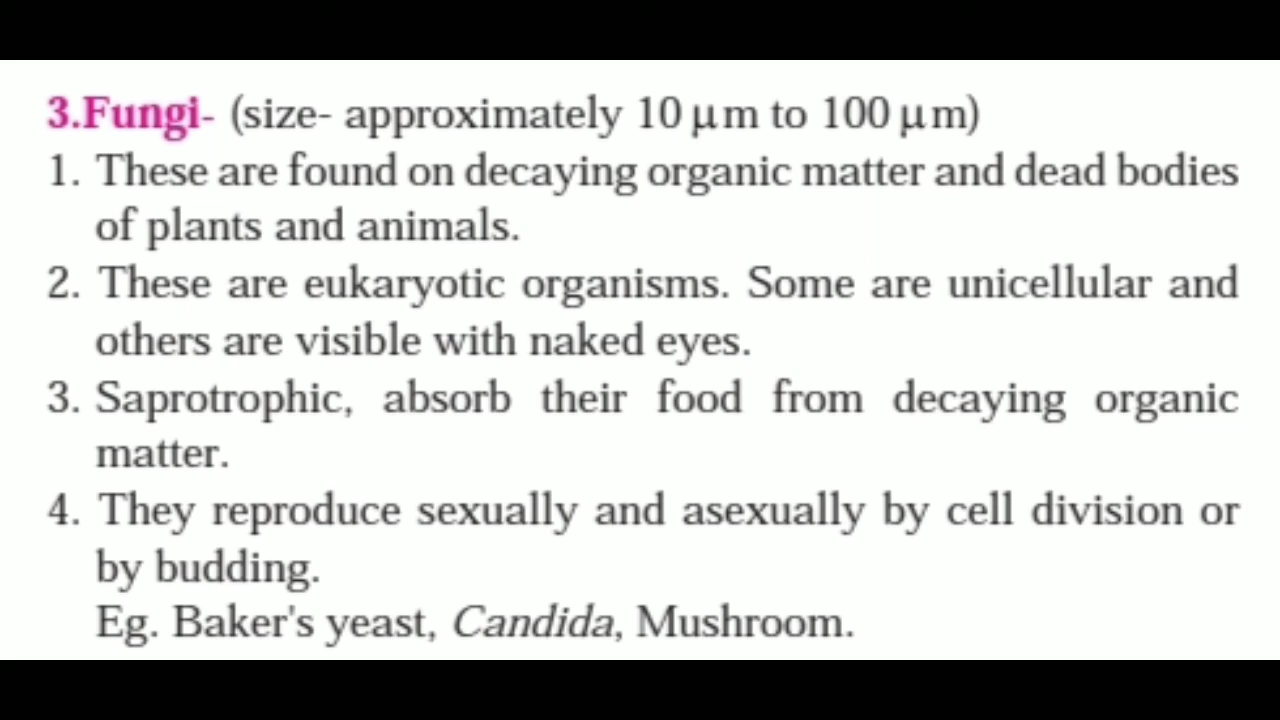 3.Fungi- (size- approximately 10 μm to 100 μm)
1. These are found on decaying organic matter and dead bodies
of plants and animals.
2. These are eukaryotic organisms. Some are unicellular and
others are visible with naked eyes.
3. Saprotrophic, absorb their food from decaying organic
matter.
4. They reproduce sexually and asexually by cell division or
by budding.
Eg. Baker's yeast, Candida, Mushroom.